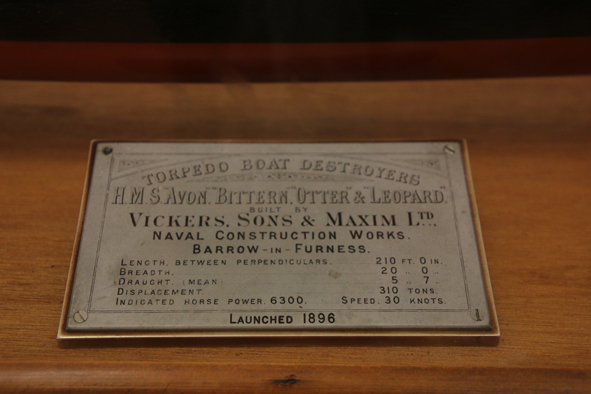 TORPEDO BOAT DESTROYERS
H.M.S. "AVON," "BITTERN," "OTTER" & "LEOPARD."
BUILT BY
VICKERS, SONS & MAXIM LTD.,
NAVAL CONSTRUCTION WORKS,
BARROW-IN-FURNESS.
LENGTH, BETWEEN PERPENDICULARS. 210 FT. 0 IN.
BREADTH. 20 „ 0 „
DRAUGHT, (MEAN) 5 „ 7
DISPLACEMENT. 310 TONS.
INDICATED HORSE POWER. 6300. SPEED. 30 KNOTS.
LAUNCHED 1896